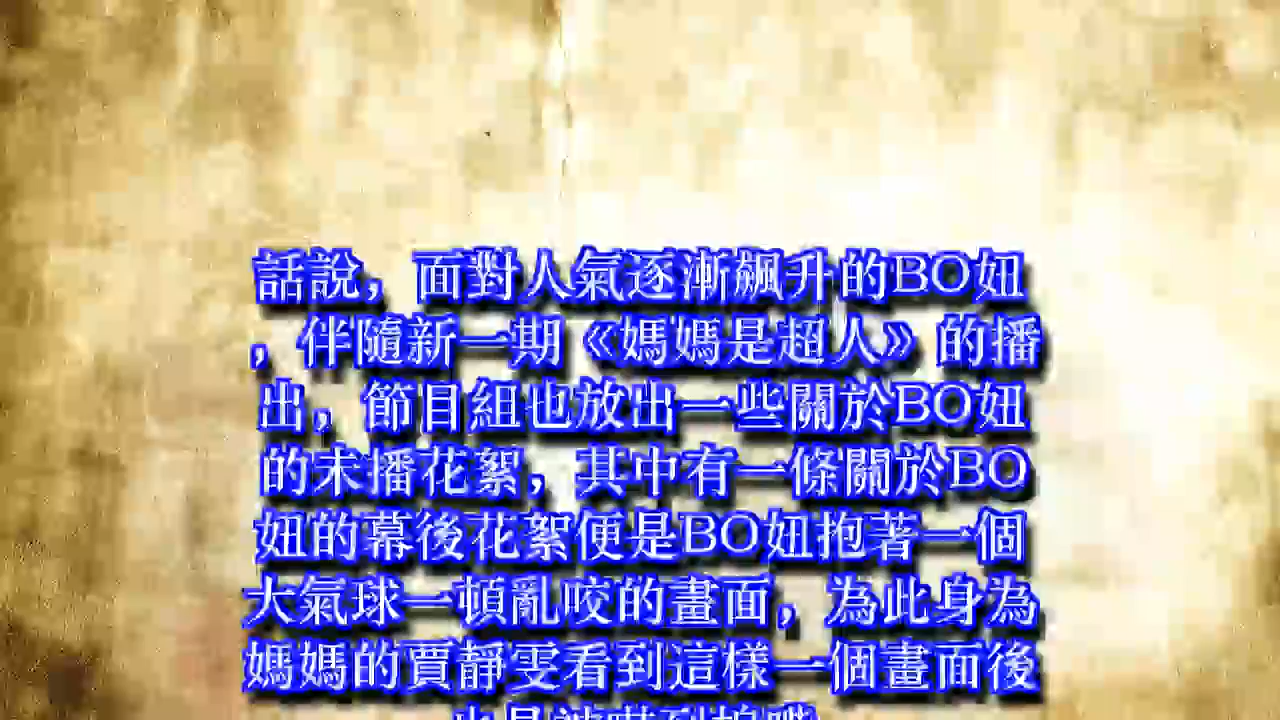 話說，面對人氣逐漸飆升的BO妞
，伴隨新一期《媽媽是超人》的播
出，節目組也放出一些關於BO妞
的未播花絮，其中有一條關於BO
妞的幕後花絮便是BO妞抱著一個
大氣球一頓亂咬的畫面，為此身為
媽媽的賈靜雯看到這樣一個畫面後